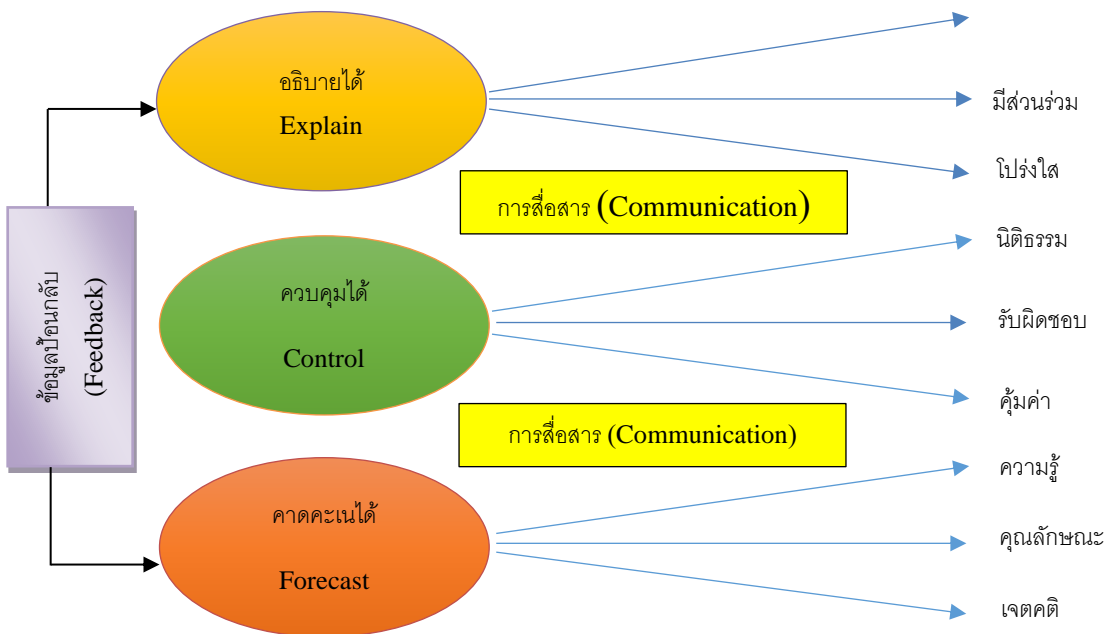 อธิบายได้
Explain
มีส่วนร่วม
โปร่งใส
การสื่อสาร (Communication)
นิติธรรม
ข้อมูลป้อนกลับ
(Feedback)
ควบคุมได้
Control
รับผิดชอบ
คุ้มค่า
การสื่อสาร (Communication)
ความรู้
คาดคะเนได้
Forecast
คุณลักษณะ
เจตคติ